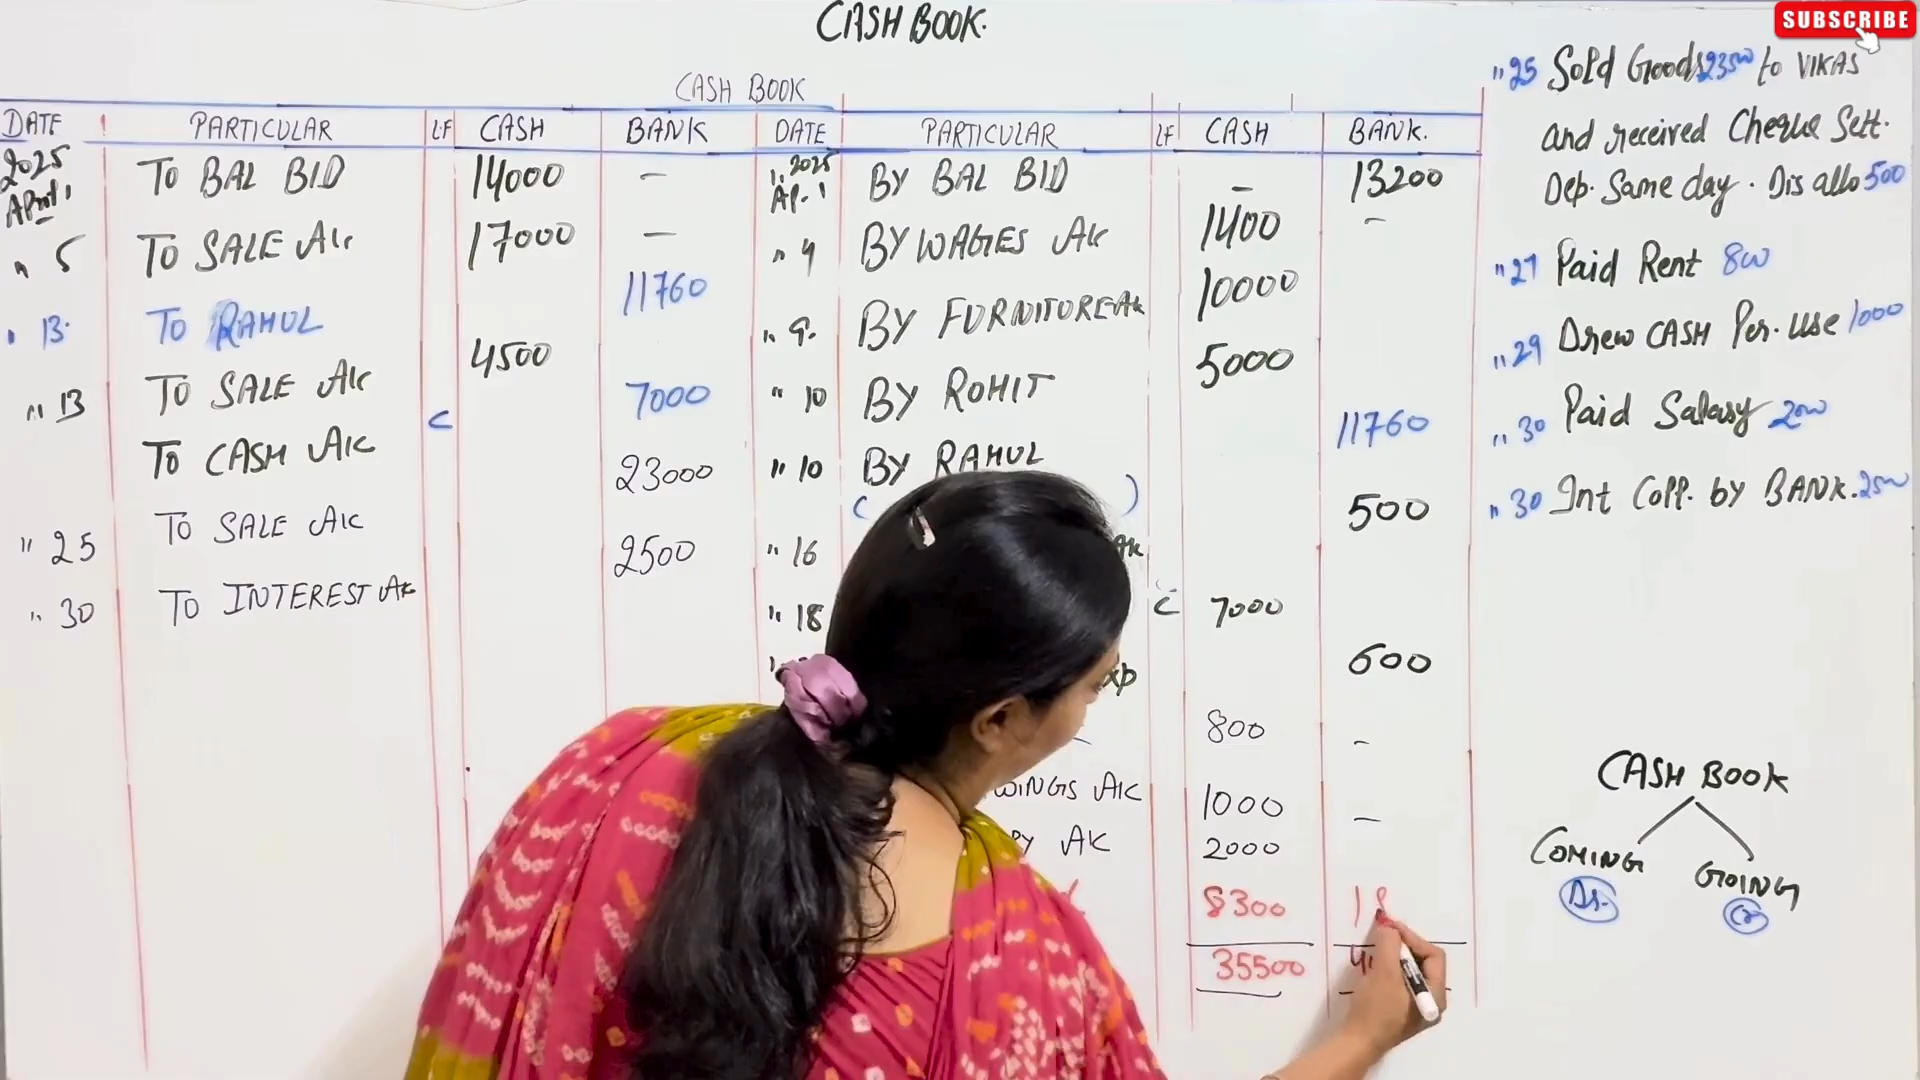 CASH BOOK.
SUBSCRIBE
CASH BOOK
DATE PARTICULAR LF CASH BANK DATE PARTICULAR LF CASH BANK.
2025
April 1 TO BAL B/D 14000 - 2025 Ap. 1 BY BAL B/D - 13200
" 5 TO SALE A/c 17000 - " 4 BY WAGES A/c 1400 -
" 13 TO RAHUL 11760 " 9. BY FURNITURE A/c 10000
" 13 TO SALE A/c 4500 " 10 BY ROHIT 5000
TO CASH A/c C 7000 " 10 BY RAHUL 11760
( )
" 25 TO SALE A/c 23000 " 16 A/c 500
" 30 TO INTEREST A/c 2500 " 18 C 7000
xp 600
800 -
WINGS A/c 1000 -
RY A/c 2000
8300 18
35500
" 25 Sold Goods 23500 to VIKAS
and received Cheque Sett.
Dep. Same day. Dis allo 500
" 27 Paid Rent 800
" 29 Drew CASH Per. use 1000
" 30 Paid Salary 2000
" 30 Int Coll. by BANK. 2500
CASH BOOK
COMING GOING
Dr. Cr